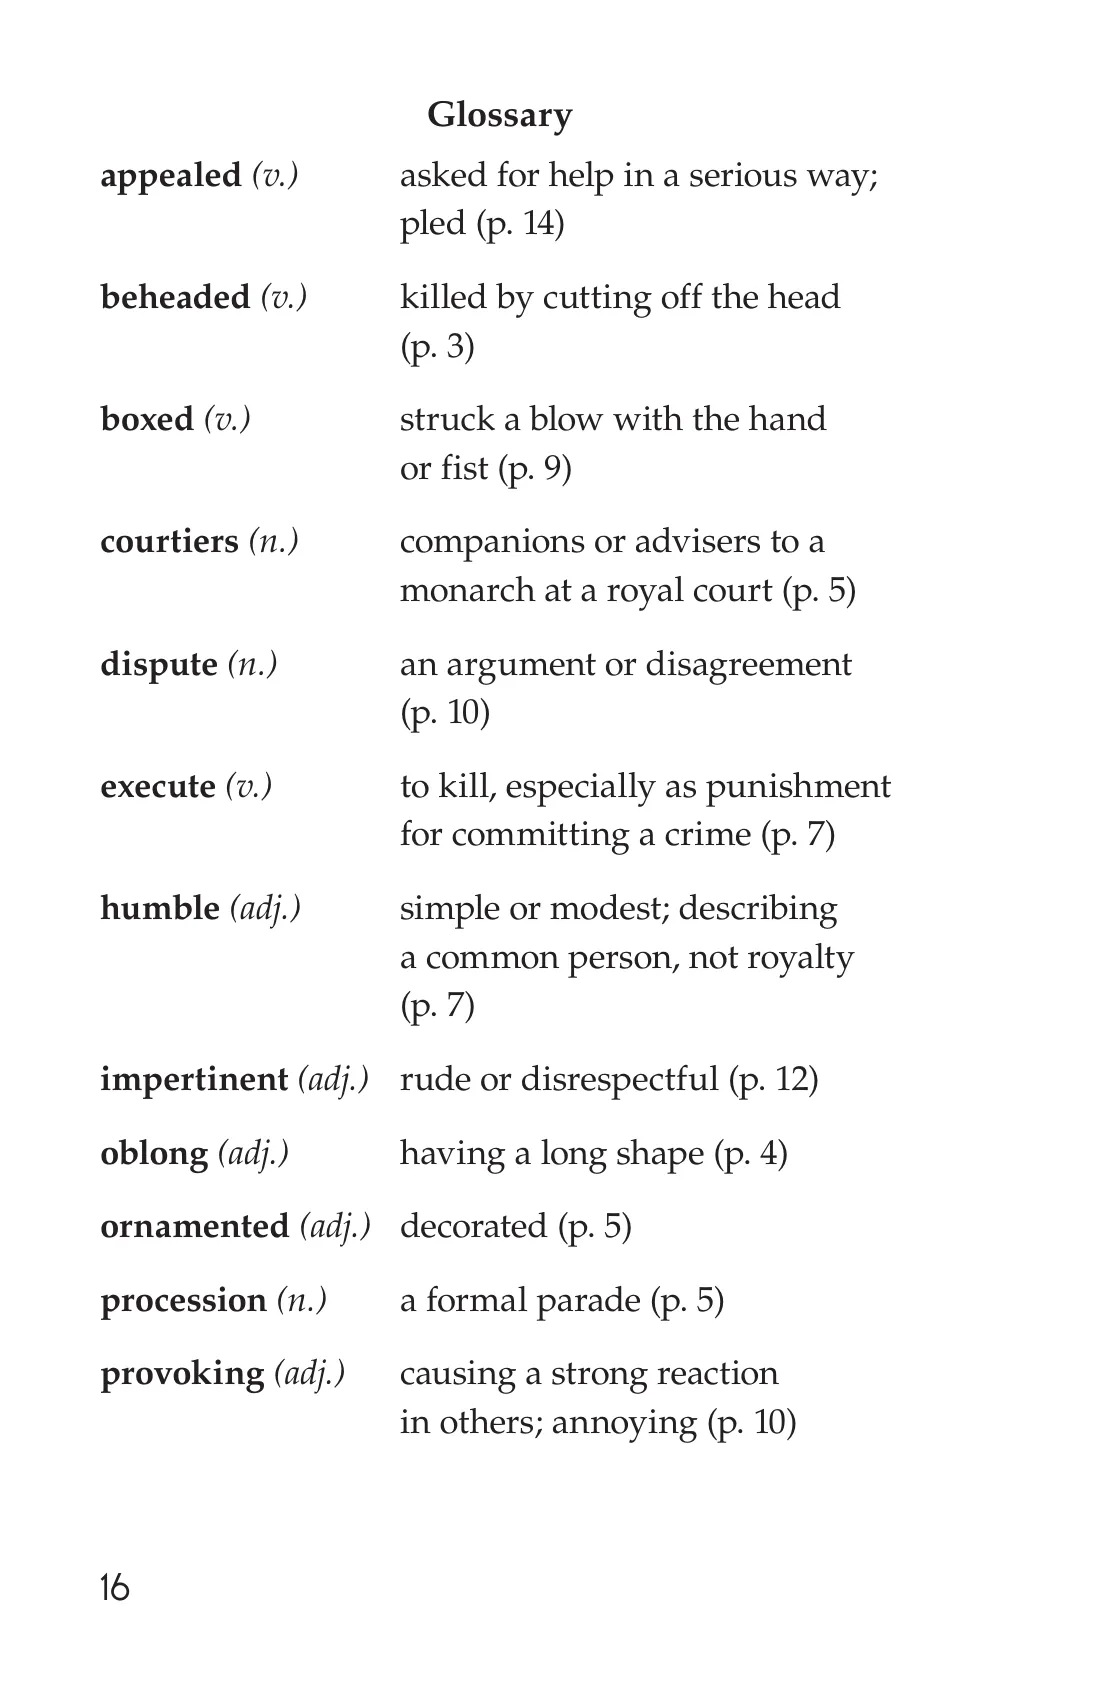 Glossary
appealed (v.) asked for help in a serious way;
pled (p. 14)
beheaded (v.) killed by cutting off the head
(p. 3)
boxed (v.) struck a blow with the hand
or fist (p. 9)
courtiers (n.) companions or advisers to a
monarch at a royal court (p. 5)
dispute (n.) an argument or disagreement
(p. 10)
execute (v.) to kill, especially as punishment
for committing a crime (p. 7)
humble (adj.) simple or modest; describing
a common person, not royalty
(p. 7)
impertinent (adj.) rude or disrespectful (p. 12)
oblong (adj.) having a long shape (p. 4)
ornamented (adj.) decorated (p. 5)
procession (n.) a formal parade (p. 5)
provoking (adj.) causing a strong reaction
in others; annoying (p. 10)
16